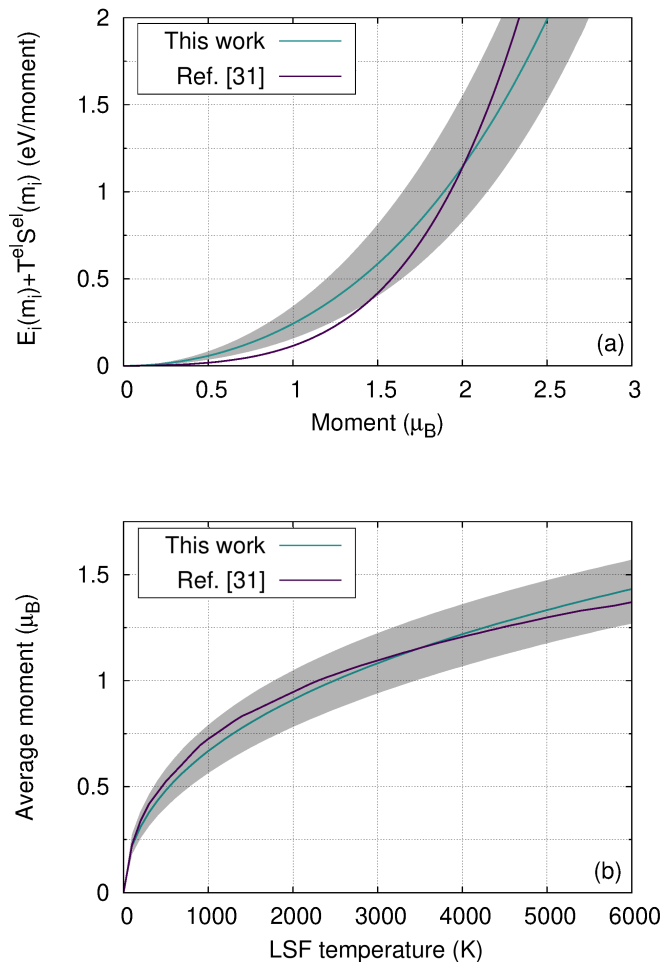 2
This work
Ref. [31]
1.5
1
0.5
0
E_i(m_i)+T^{el}S^{el}(m_i) (eV/moment)
(a)
0 0.5 1 1.5 2 2.5 3
Moment (μ_B)
This work
Ref. [31]
1.5
1
0.5
0
Average moment (μ_B)
(b)
0 1000 2000 3000 4000 5000 6000
LSF temperature (K)